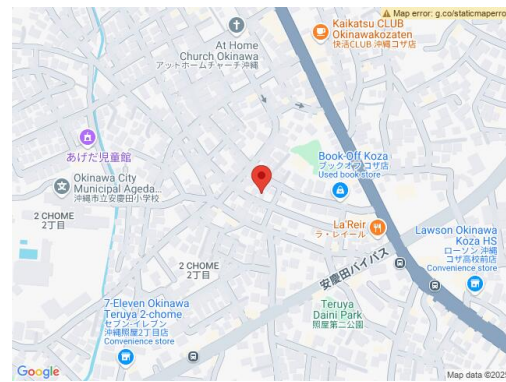 Map error: g.co/staticmaperro
Kaikatsu CLUB
Okinawakozaten
快活CLUB 沖縄コザ店
At Home
Church Okinawa
アットホームチャーチ沖縄
あげだ児童館
Book Off Koza
ブックオフコザ店
Used book store
Okinawa City
Municipal Ageda...
沖縄市立安慶田小学校
2 CHOME
2丁目
La'Reir
ラ・レイール
Lawson Okinawa
Koza HS
ローソン 沖縄
コザ高校前店
Convenience store
2 CHOME
2丁目
安慶田バイパス
7-Eleven Okinawa
Teruya 2-chome
セブン-イレブン
沖縄照屋2丁目店
Convenience store
Teruya
Daini Park
照屋第二公園
Google
Map data ©2025